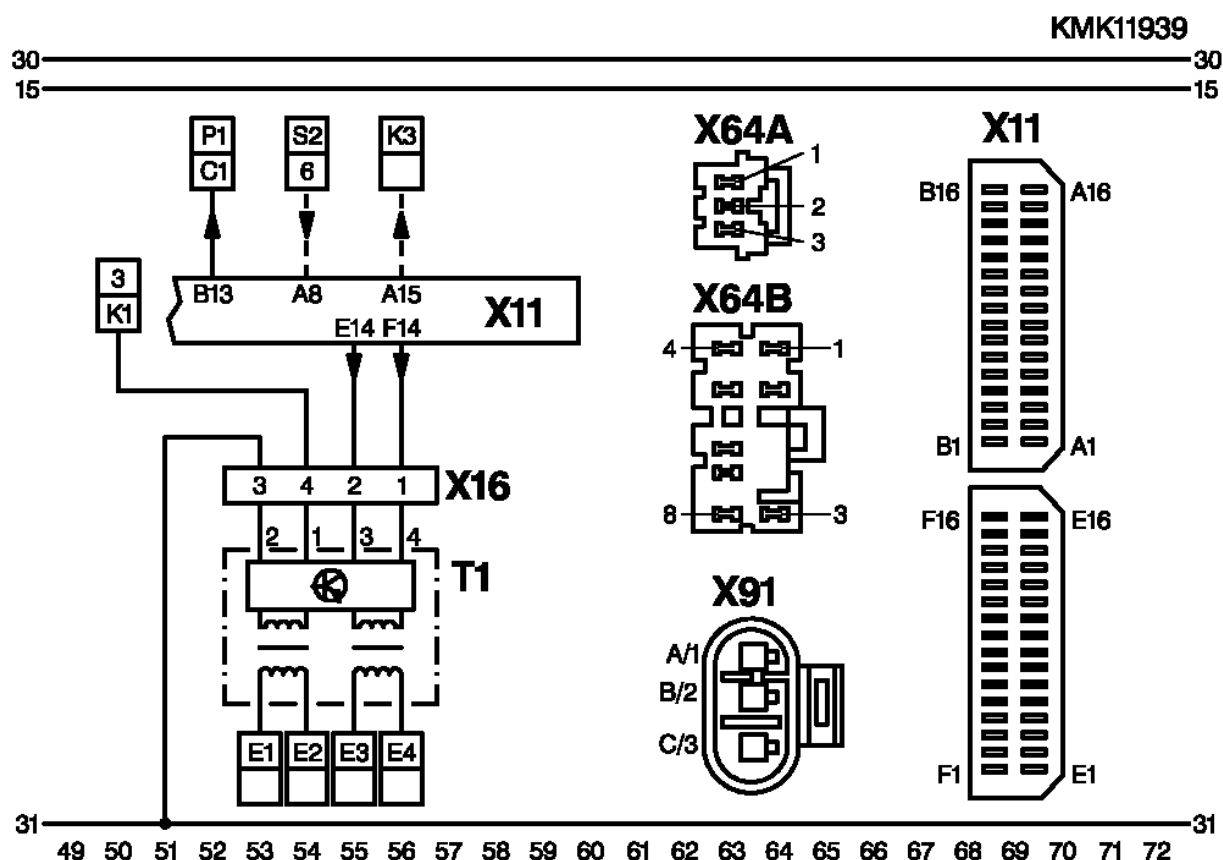 KMK11939
30 30
15 15
P1 S2 K3 X64A X11
C1 6 1
B16 A16
2
3
3 B13 A8 A15 X11 X64B
K1
E14 F14 4 1
B1 A1
3 4 2 1 X16
8 3 F16 E16
2 1 3 4
T1 X91
A/1
B/2
E1 E2 E3 E4 C/3
F1 E1
31 31
49 50 51 52 53 54 55 56 57 58 59 60 61 62 63 64 65 66 67 68 69 70 71 72